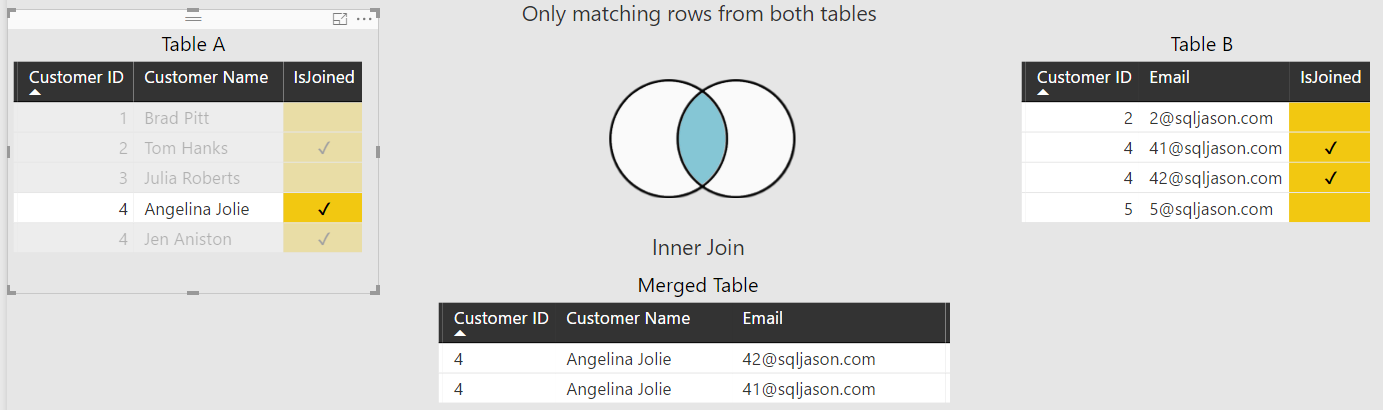 Only matching rows from both tables
Table A
Customer ID Customer Name IsJoined
1 Brad Pitt
2 Tom Hanks ✓
3 Julia Roberts
4 Angelina Jolie ✓
4 Jen Aniston ✓
Table B
Customer ID Email IsJoined
2 2@sqljason.com
4 41@sqljason.com ✓
4 42@sqljason.com ✓
5 5@sqljason.com
Inner Join
Merged Table
Customer ID Customer Name Email
4 Angelina Jolie 42@sqljason.com
4 Angelina Jolie 41@sqljason.com